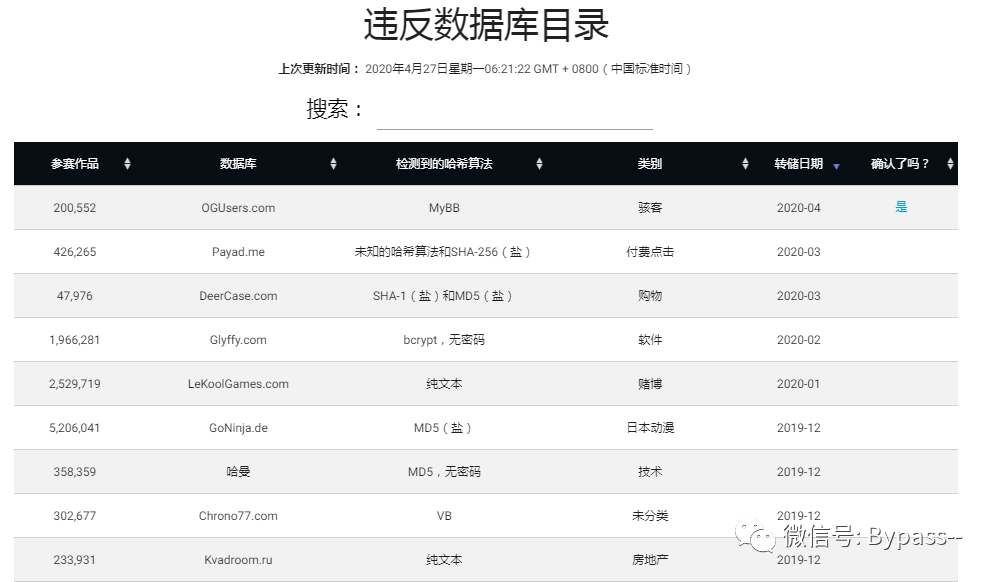 违反数据库目录
上次更新时间： 2020年4月27日星期一06:21:22 GMT + 0800（中国标准时间）
搜索：
参赛作品 数据库 检测到的哈希算法 类别 转储日期 确认了吗？
200,552 OGUsers.com MyBB 骇客 2020-04 是
426,265 Payad.me 未知的哈希算法和SHA-256（盐） 付费点击 2020-03
47,976 DeerCase.com SHA-1（盐）和MD5（盐） 购物 2020-03
1,966,281 Glyffy.com bcrypt，无密码 软件 2020-02
2,529,719 LeKoolGames.com 纯文本 赌博 2020-01
5,206,041 GoNinja.de MD5（盐） 日本动漫 2019-12
358,359 哈曼 MD5，无密码 技术 2019-12
302,677 Chrono77.com VB 未分类 2019-12
233,931 Kvadroom.ru 纯文本 房地产 2019-12
微信号: Bypass--